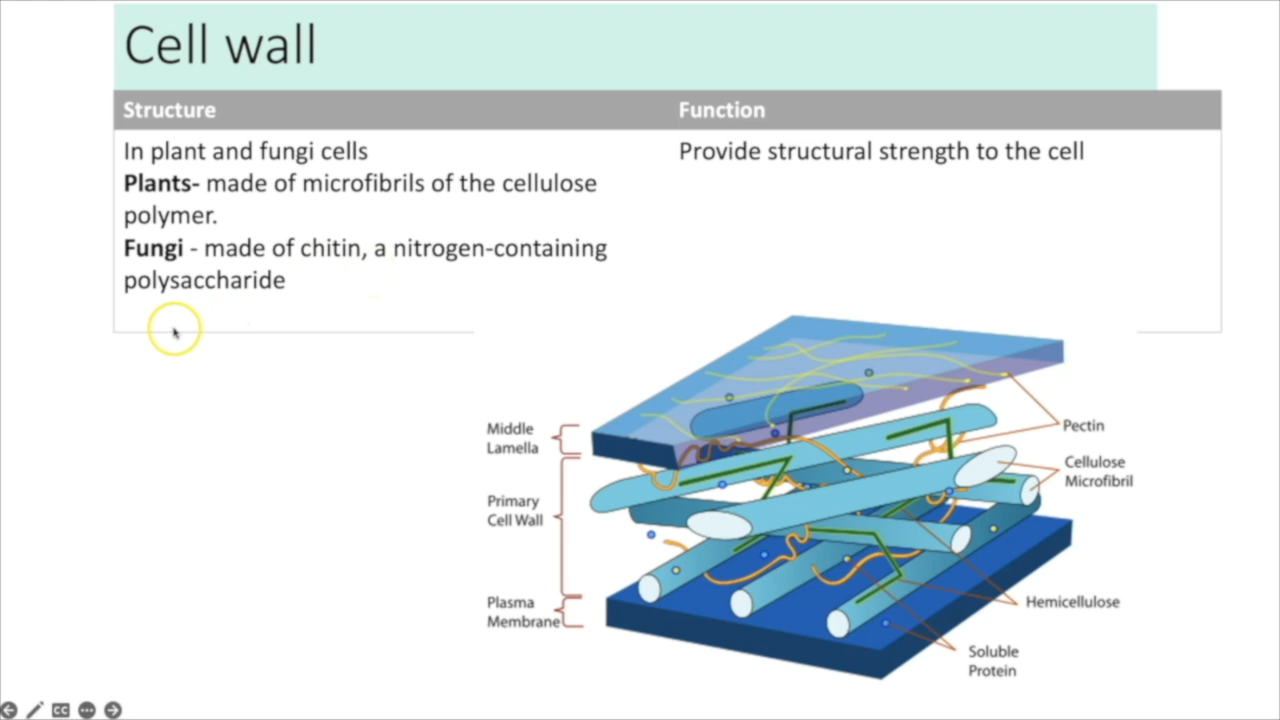 Cell wall
Structure
Function
In plant and fungi cells
Plants- made of microfibrils of the cellulose
polymer.
Fungi - made of chitin, a nitrogen-containing
polysaccharide
Provide structural strength to the cell
Middle
Lamella
Primary
Cell Wall
Plasma
Membrane
Pectin
Cellulose
Microfibril
Hemicellulose
Soluble
Protein
CC